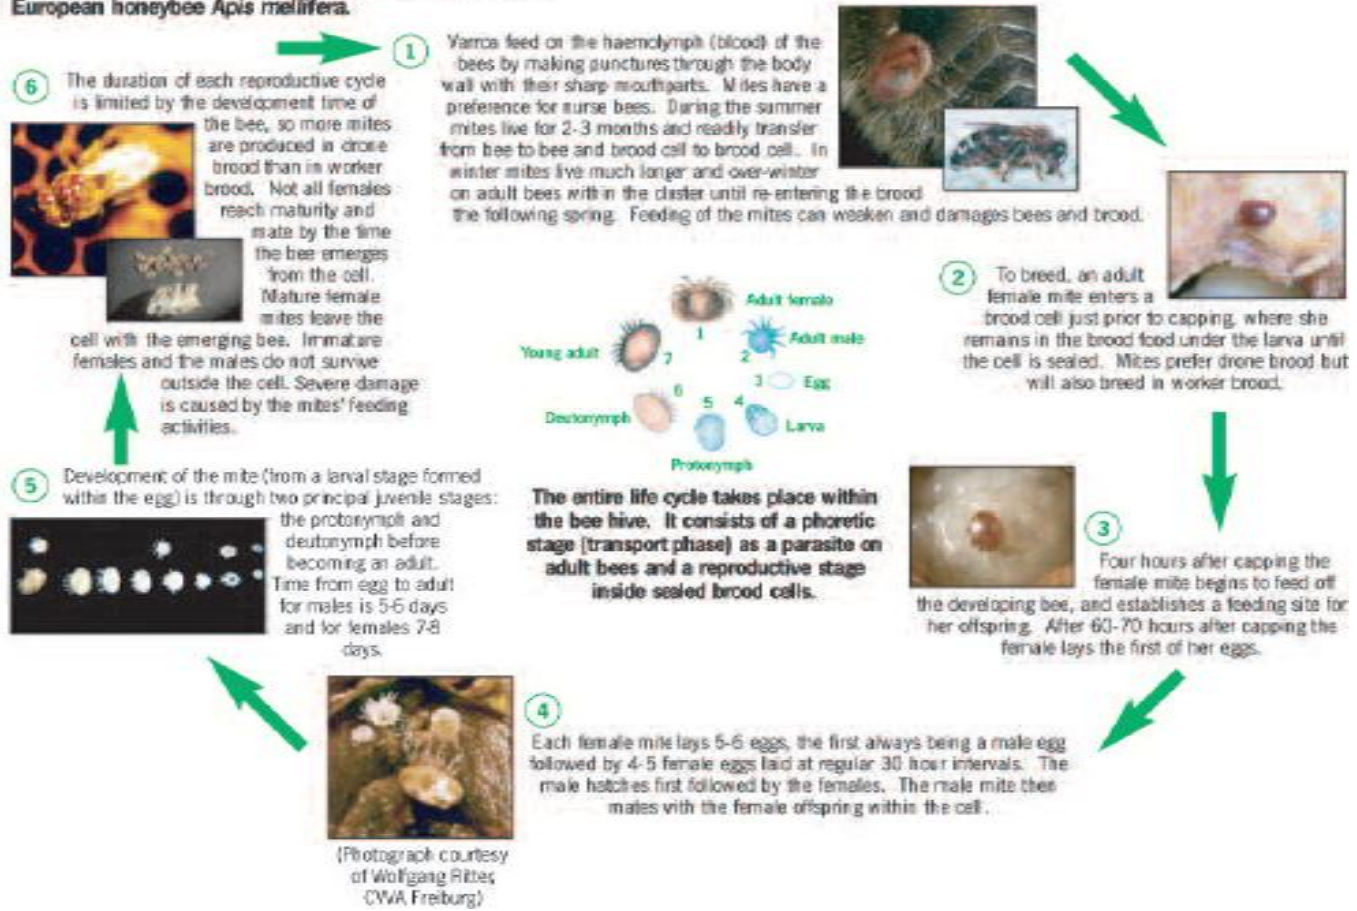 European honeybee Apis mellifera.
1
Varroa feed on the haemolymph (blood) of the
bees by making punctures through the body
wall with their sharp mouthparts. Mites have a
preference for nurse bees. During the summer
mites live for 2-3 months and readily transfer
from bee to bee and brood cell to brood cell. In
winter mites live much longer and over-winter
on adult bees within the cluster until re-entering the brood
the following spring. Feeding of the mites can weaken and damages bees and brood.
2
To breed, an adult
female mite enters a
brood cell just prior to capping, where she
remains in the brood food under the larva until
the cell is sealed. Mites prefer drone brood but
will also breed in worker brood.
3
Four hours after capping the
female mite begins to feed off
the developing bee, and establishes a feeding site for
her offspring. After 60-70 hours after capping the
female lays the first of her eggs.
4
Each female mite lays 5-6 eggs, the first always being a male egg
followed by 4-5 female eggs laid at regular 30 hour intervals. The
male hatches first followed by the females. The male mite then
mates with the female offspring within the cell.
(Photograph courtesy
of Wolfgang Ritter,
CVUA Freiburg)
5
Development of the mite (from a larval stage formed
within the egg) is through two principal juvenile stages:
the protonymph and
deutonymph before
becoming an adult.
Time from egg to adult
for males is 5-6 days
and for females 7-8
days.
6
The duration of each reproductive cycle
is limited by the development time of
the bee, so more mites
are produced in drone
brood than in worker
brood. Not all females
reach maturity and
mate by the time
the bee emerges
from the cell.
Mature female
mites leave the
cell with the emerging bee. Immature
females and the males do not survive
outside the cell. Severe damage
is caused by the mites' feeding
activities.
Adult female
1
Adult male
2
Egg
3
Larva
4
Protonymph
5
Deutonymph
6
Young adult
7
The entire life cycle takes place within
the bee hive. It consists of a phoretic
stage (transport phase) as a parasite on
adult bees and a reproductive stage
inside sealed brood cells.